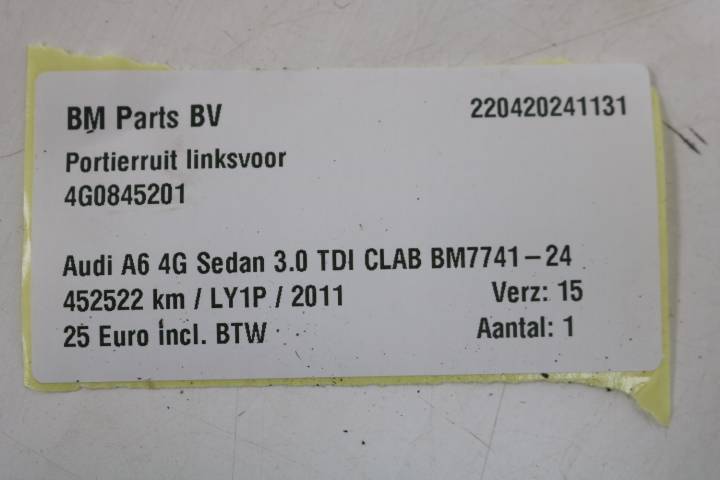 BM Parts BV 220420241131
Portierruit linksvoor
4G0845201
Audi A6 4G Sedan 3.0 TDI CLAB BM7741-24
452522 km / LY1P / 2011 Verz: 15
25 Euro incl. BTW Aantal: 1